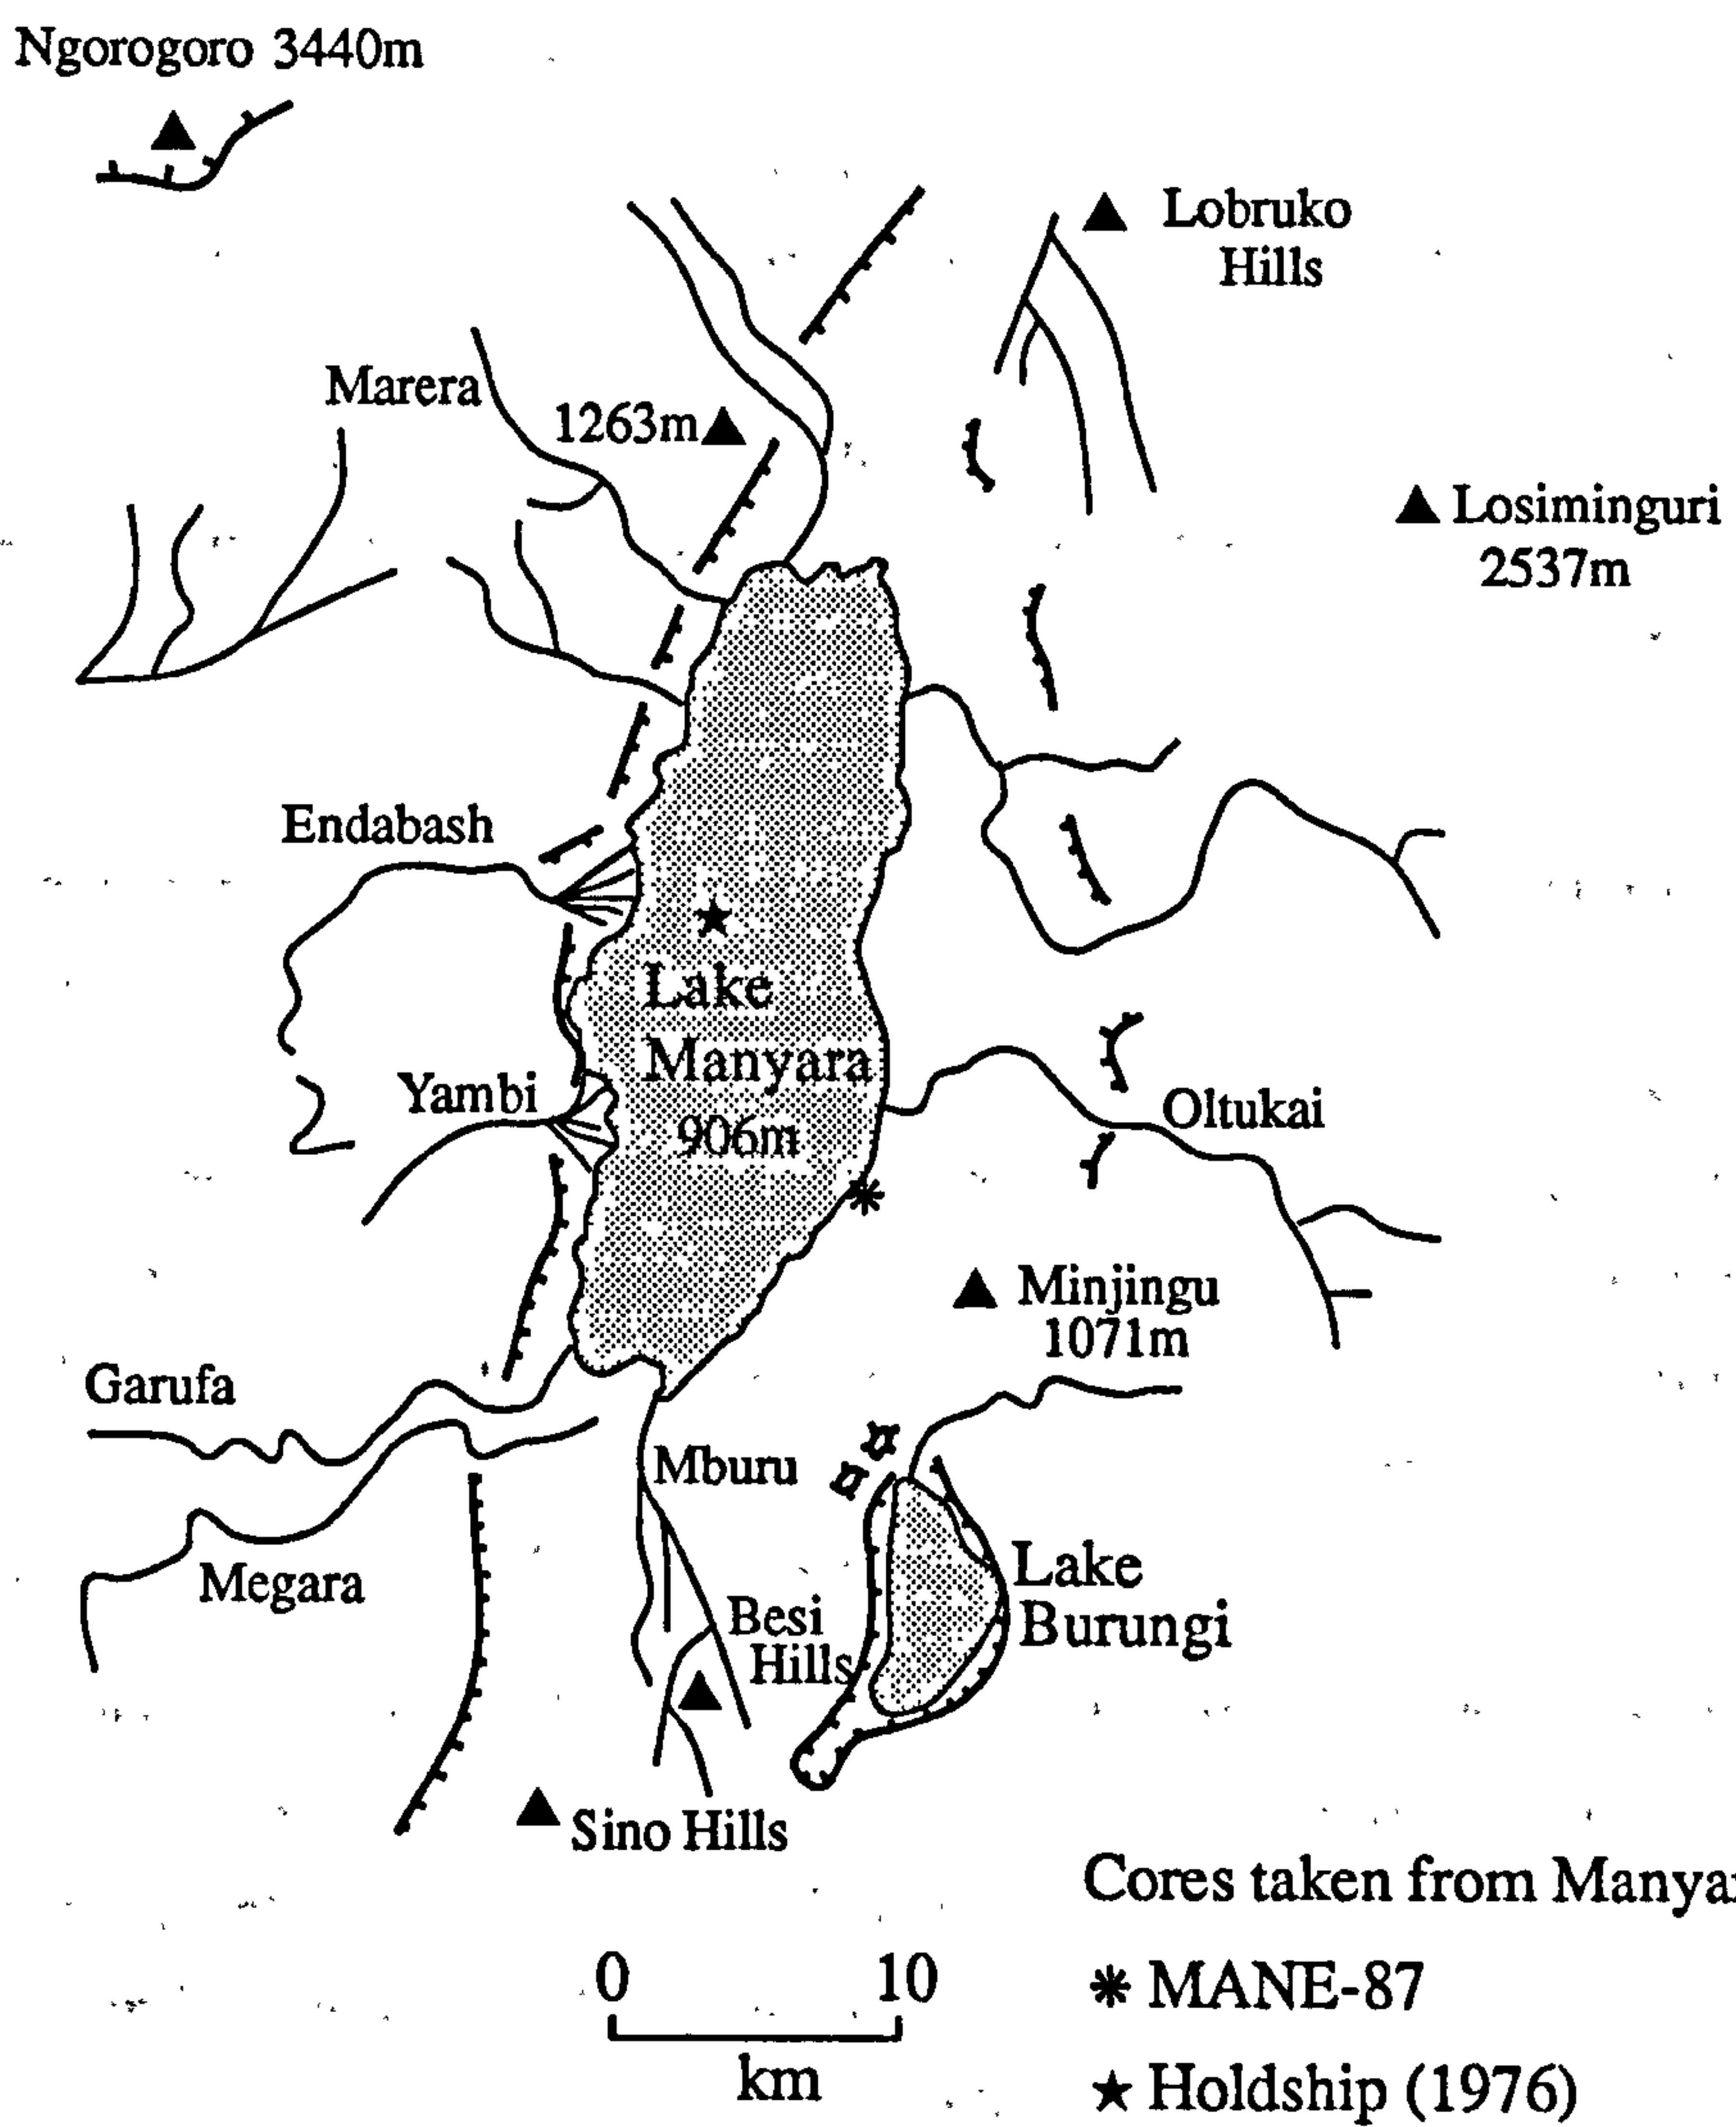 Ngorogoro 3440m
Lobruko
Hills
Marera
1263m
Losiminguri
2537m
Endabash
Lake
Manyara
906m
Yambi
Oltukai
Minjingu
1071m
Garufa
Mburu
Megara
Lake
Burungi
Besi
Hills
Sino Hills
Cores taken from Manya
0 10
km
MANE-87
Holdship (1976)